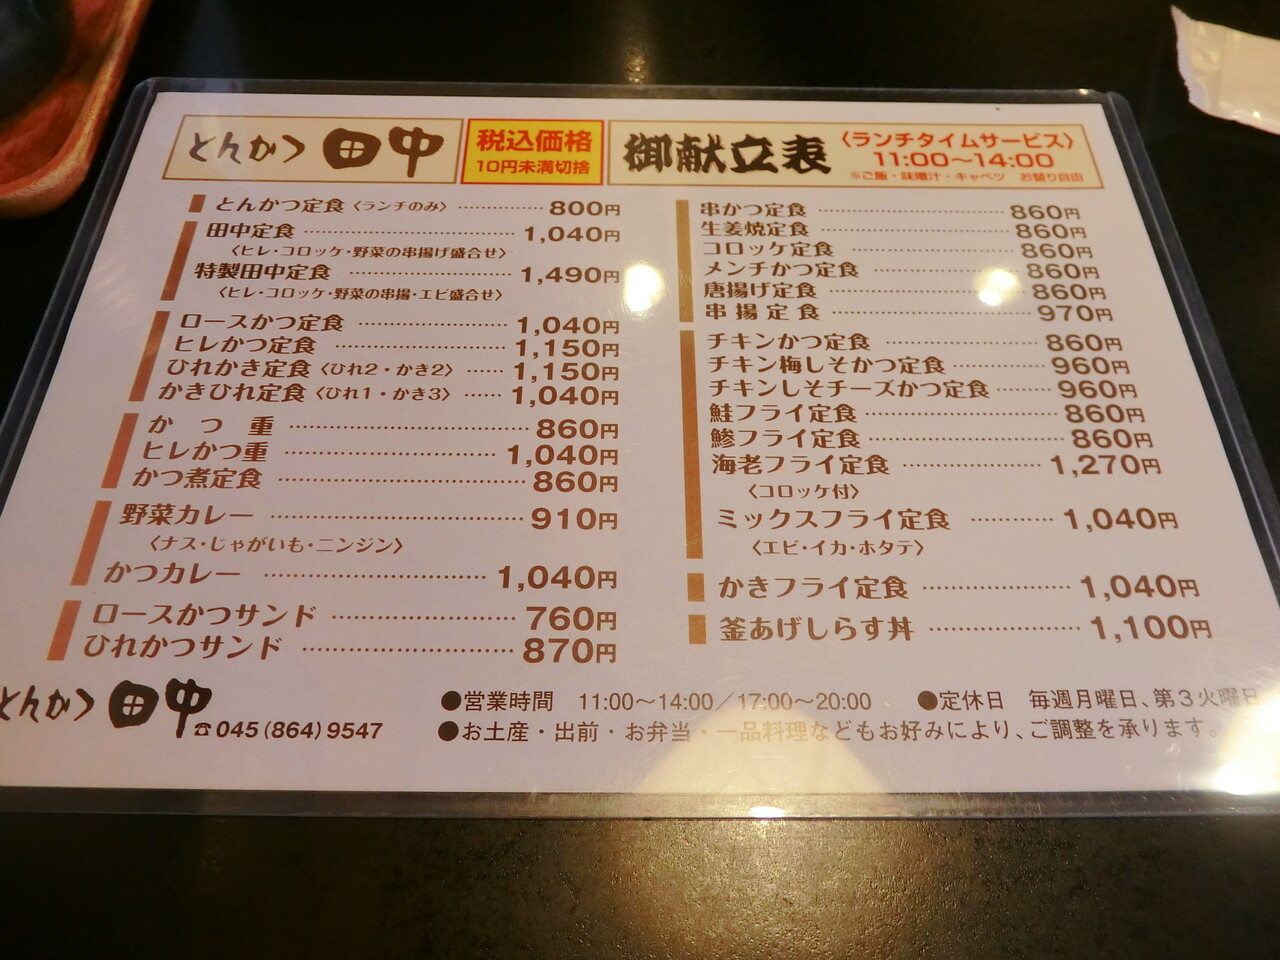 とんかつ 田中
税込価格
10円未満切捨
御献立表
〈ランチタイムサービス〉
11:00〜14:00
※ご飯・味噌汁・キャベツ お替り自由
とんかつ定食〈ランチのみ〉 800円
田中定食 1,040円
〈ヒレ・コロッケ・野菜の串揚げ盛合せ〉
特製田中定食 1,490円
〈ヒレ・コロッケ・野菜の串揚・エビ盛合せ〉
ロースかつ定食 1,040円
ヒレかつ定食 1,150円
ひれかき定食〈ひれ2・かき2〉 1,150円
かきひれ定食〈ひれ1・かき3〉 1,040円
かつ重 860円
ヒレかつ重 1,040円
かつ煮定食 860円
野菜カレー 910円
〈ナス・じゃがいも・ニンジン〉
かつカレー 1,040円
ロースかつサンド 760円
ひれかつサンド 870円
串かつ定食 860円
生姜焼定食 860円
コロッケ定食 860円
メンチかつ定食 860円
唐揚げ定食 860円
串揚定食 970円
チキンかつ定食 860円
チキン梅しそかつ定食 960円
チキンしそチーズかつ定食 960円
鮭フライ定食 860円
鯵フライ定食 860円
海老フライ定食 1,270円
〈コロッケ付〉
ミックスフライ定食 1,040円
〈エビ・イカ・ホタテ〉
かきフライ定食 1,040円
釜あげしらす丼 1,100円
とんかつ 田中 ☎045(864)9547
●営業時間 11:00〜14:00/17:00〜20:00 ●定休日 毎週月曜日、第3火曜日
●お土産・出前・お弁当・一品料理などもお好みにより、ご調整を承ります。